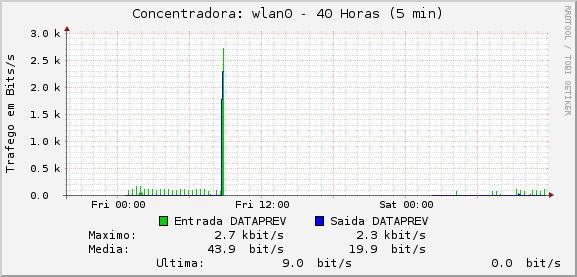 Concentradora: wlan0 - 40 Horas (5 min)
RRDTOOL / TOBI OETIKER
Trafego em Bits/s
3.0 k
2.5 k
2.0 k
1.5 k
1.0 k
0.5 k
0.0
Fri 00:00 Fri 12:00 Sat 00:00
Entrada DATAPREV Saida DATAPREV
Maximo: 2.7 kbit/s 2.3 kbit/s
Media: 43.9 bit/s 19.9 bit/s
Ultima: 9.0 bit/s 0.0 bit/s